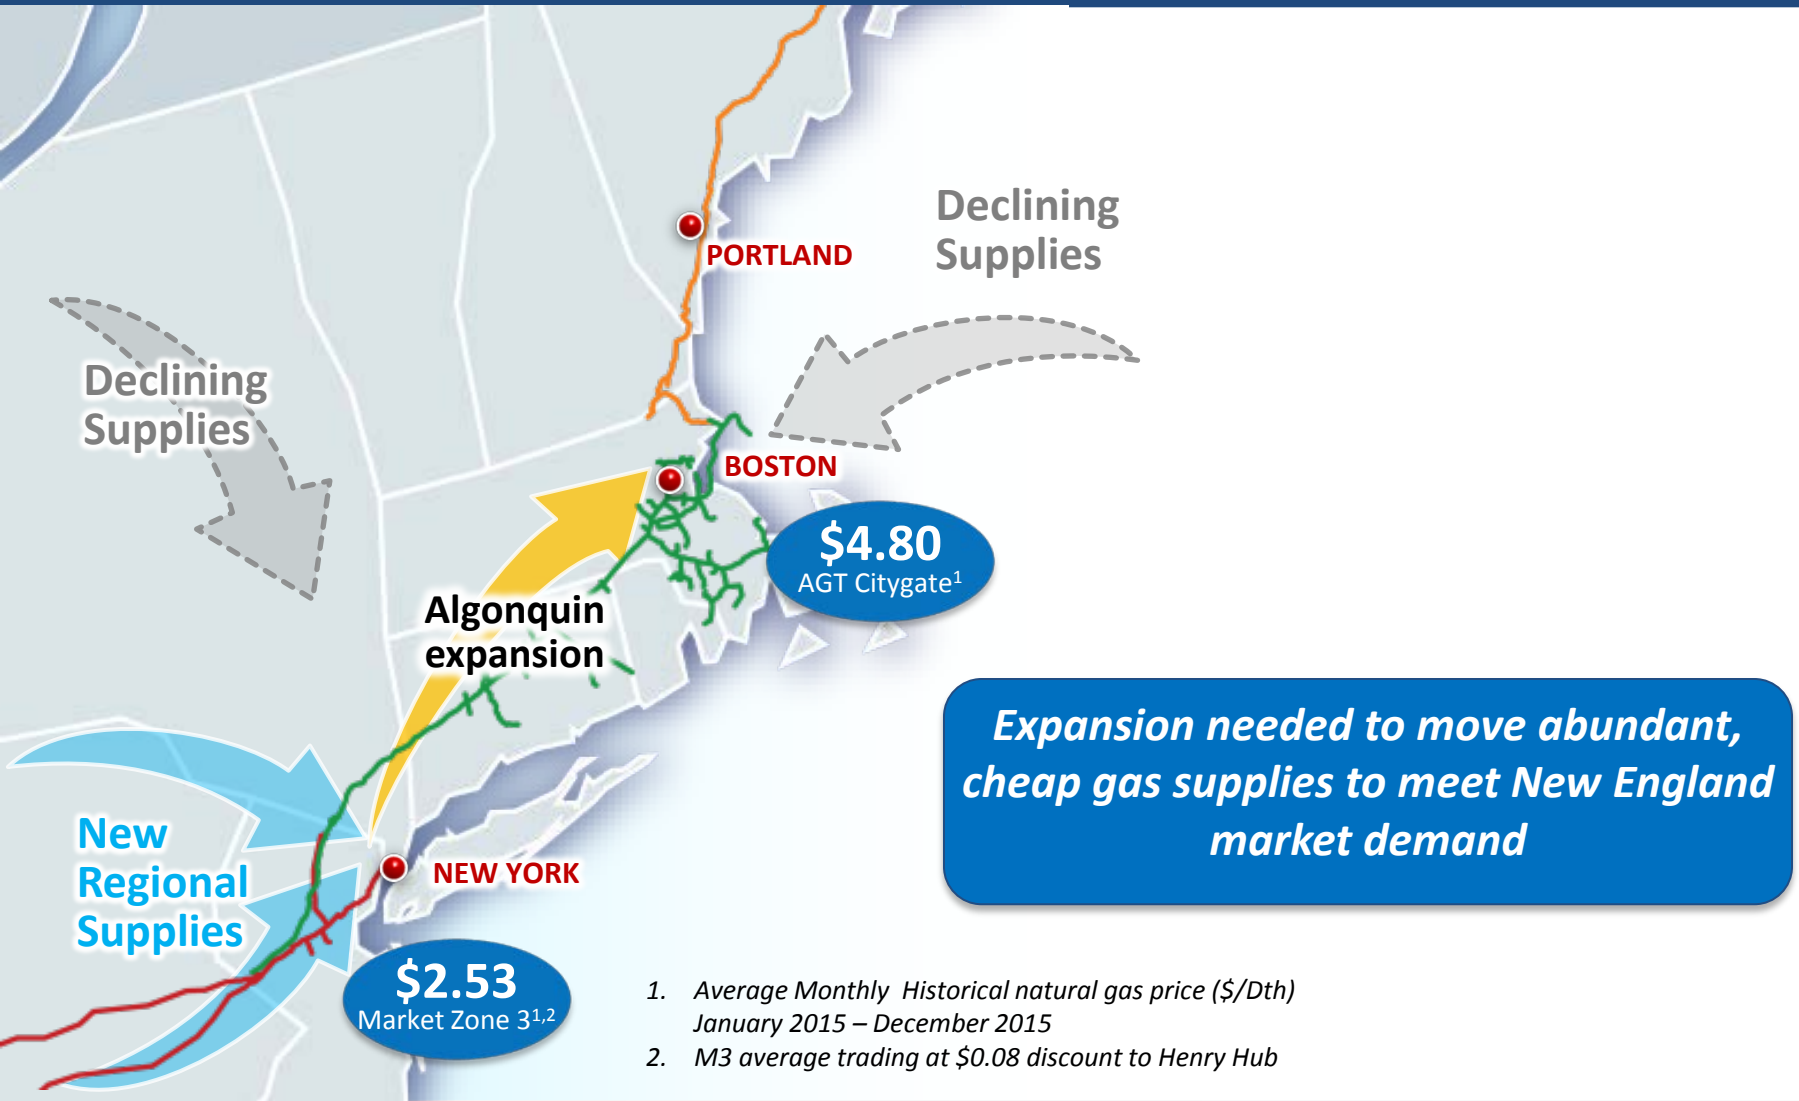 Declining
Supplies
PORTLAND
Declining
Supplies
BOSTON
$4.80
AGT Citygate¹
Algonquin
expansion
Expansion needed to move abundant,
cheap gas supplies to meet New England
market demand
New
Regional
Supplies
NEW YORK
$2.53
Market Zone 3¹,²
1. Average Monthly Historical natural gas price ($/Dth)
January 2015 – December 2015
2. M3 average trading at $0.08 discount to Henry Hub